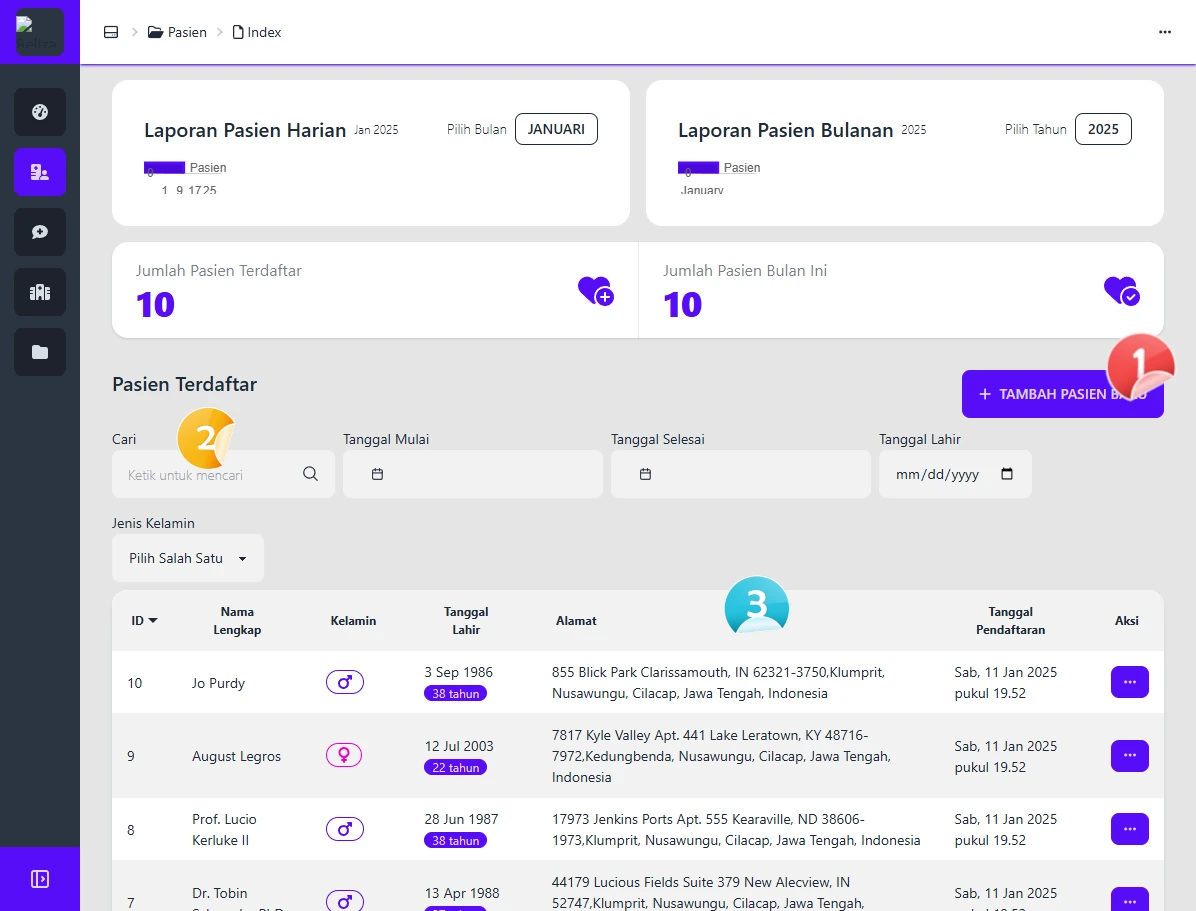 Pasien
Index
Laporan Pasien Harian Jan 2025
Pilih Bulan JANUARI
Pasien
0
1 9 17 25
Laporan Pasien Bulanan 2025
Pilih Tahun 2025
Pasien
0
January
Jumlah Pasien Terdaftar
10
Jumlah Pasien Bulan Ini
10
Pasien Terdaftar
+ TAMBAH PASIEN
1
Cari
2
Ketik untuk mencari
Tanggal Mulai
Tanggal Selesai
Tanggal Lahir
mm/dd/yyyy
Jenis Kelamin
Pilih Salah Satu
3
ID Nama Lengkap Kelamin Tanggal Lahir Alamat Tanggal Pendaftaran Aksi
10 Jo Purdy
3 Sep 1986
38 tahun
855 Blick Park Clarissamouth, IN 62321-3750,Klumprit,
Nusawungu, Cilacap, Jawa Tengah, Indonesia
Sab, 11 Jan 2025
pukul 19.52
9 August Legros
12 Jul 2003
22 tahun
7817 Kyle Valley Apt. 441 Lake Leratown, KY 48716-
7972,Kedungbenda, Nusawungu, Cilacap, Jawa Tengah,
Indonesia
Sab, 11 Jan 2025
pukul 19.52
8 Prof. Lucio
Kerluke II
28 Jun 1987
38 tahun
17973 Jenkins Ports Apt. 555 Kearaville, ND 38606-
1973,Klumprit, Nusawungu, Cilacap, Jawa Tengah, Indonesia
Sab, 11 Jan 2025
pukul 19.52
7 Dr. Tobin
13 Apr 1988
44179 Lucious Fields Suite 379 New Alecview, IN
52747,Klumprit, Nusawungu, Cilacap, Jawa Tengah,
Sab, 11 Jan 2025